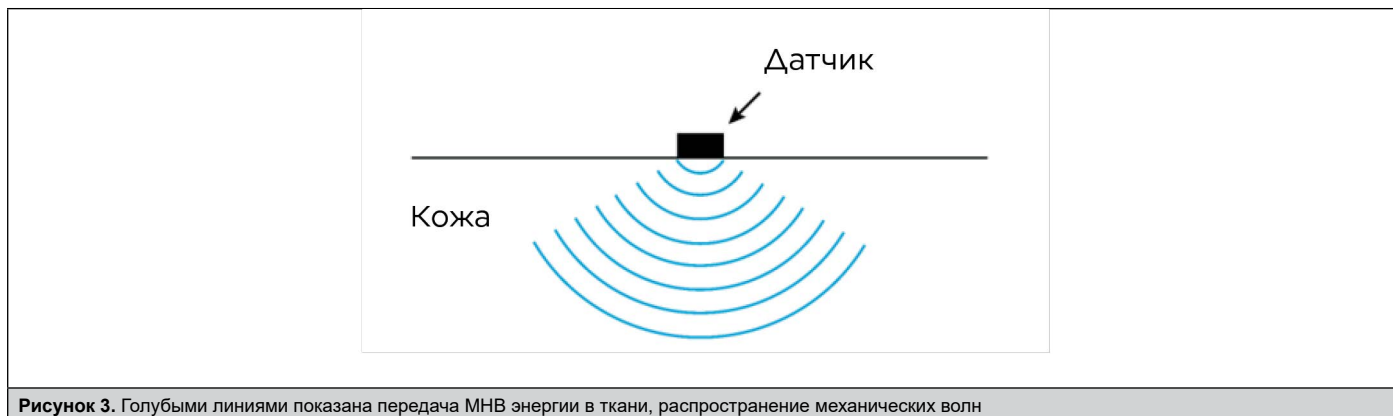 Датчик
Кожа
Рисунок 3. Голубыми линиями показана передача МНВ энергии в ткани, распространение механических волн